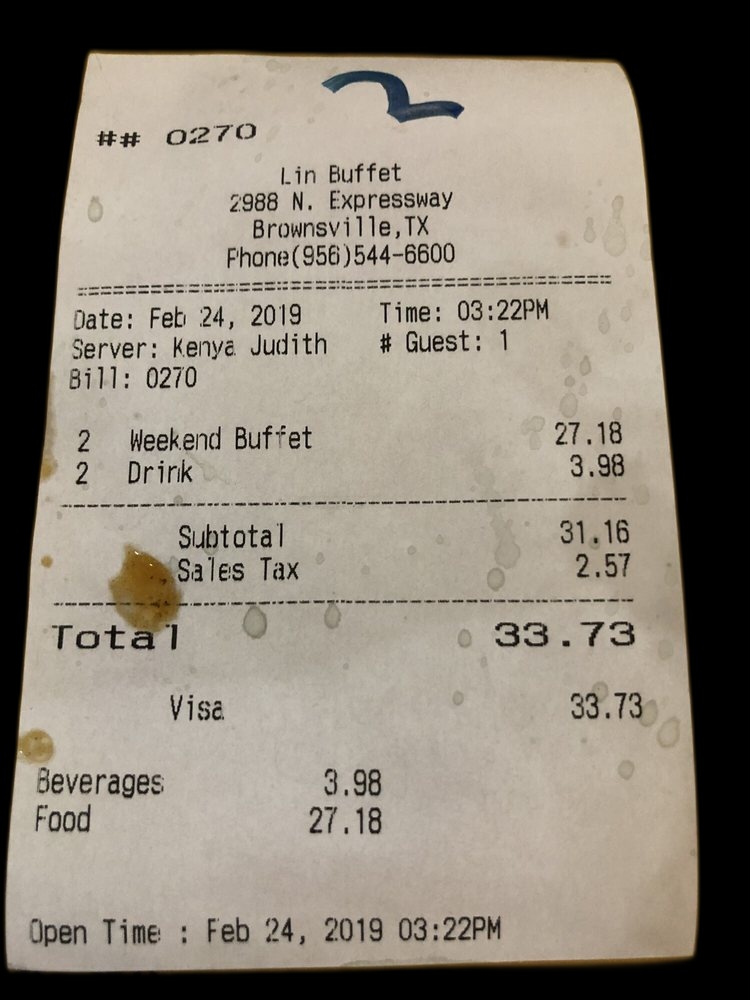 2
## 0270
Lin Buffet
2988 N. Expressway
Brownsville,TX
Phone(956)544-6600
Date: Feb 24, 2019 Time: 03:22PM
Server: Kenya Judith # Guest: 1
Bill: 0270
2 Weekend Buffet 27.18
2 Drink 3.98
Subtotal 31.16
Sales Tax 2.57
Total 33.73
Visa 33.73
Beverages 3.98
Food 27.18
Open Time : Feb 24, 2019 03:22PM